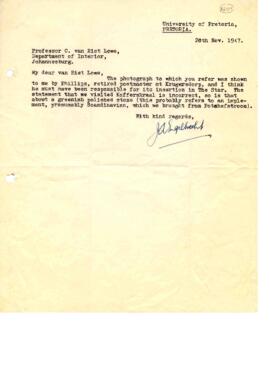 University of Pretoria,
PRETORIA.
20th Nov. 1947.
Professor C. van Riet Lowe,
Department of Interior,
Johannesburg.
My dear van Riet Lowe,
The photograph to which you refer was shown
to me by Phillips, retired postmaster at Krugersdorp, and I think
he must have been responsible for its insertion in The Star. The
statement that we visited Kofferskraal is incorrect, so is that
about a greenish polished stone (this probably refers to an imple-
ment, presumably Scandinavian, which we brought from Potchefstroom).
With kind regards,